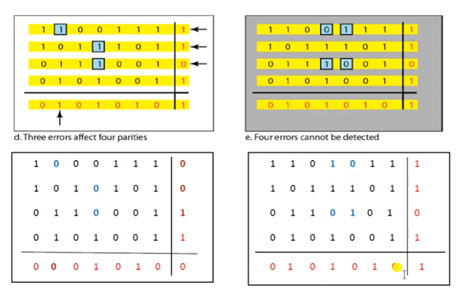 1 1 0 0 1 1 1 1
1 0 1 1 1 0 1 1
0 1 1 1 0 0 1 0
0 1 0 1 0 0 1 1
0 1 0 1 0 1 0 1
d. Three errors affect four parities
1 1 0 0 1 1 1 1
1 0 1 1 1 0 1 1
0 1 1 1 0 0 1 0
0 1 0 1 0 0 1 1
0 1 0 1 0 1 0 1
e. Four errors cannot be detected
1 0 0 0 1 1 1 0
1 0 1 0 1 0 1 0
0 1 1 0 0 0 1 1
0 1 0 1 0 0 1 1
0 0 0 1 0 1 0 0
1 1 0 1 0 1 1 1
1 0 1 1 1 0 1 1
0 1 1 0 1 0 1 0
0 1 0 1 0 0 1 1
0 1 0 1 0 1 0 1